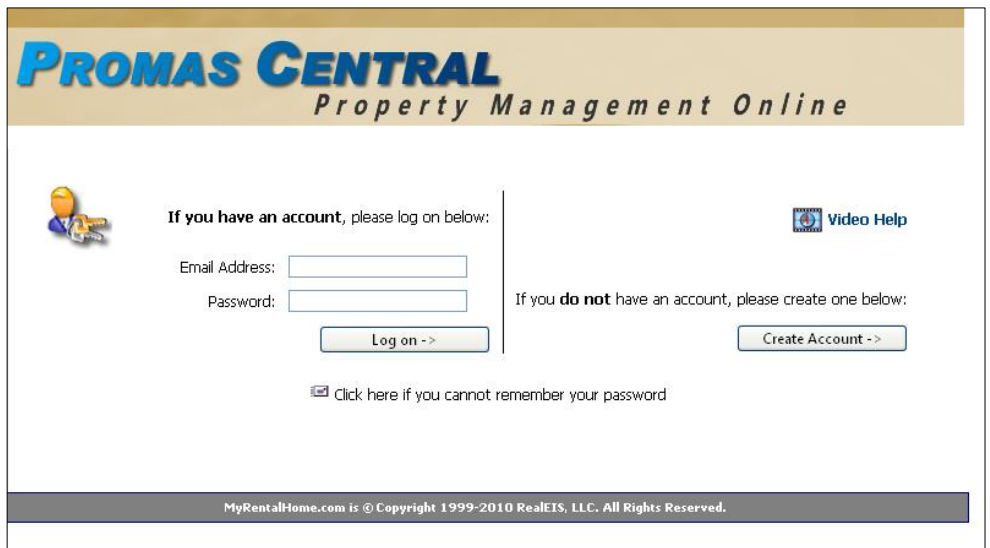 PROMAS CENTRAL
Property Management Online
If you have an account, please log on below:
Email Address:
Password:
Log on ->
Video Help
If you do not have an account, please create one below:
Create Account ->
Click here if you cannot remember your password
MyRentalHome.com is © Copyright 1999-2010 RealEIS, LLC. All Rights Reserved.